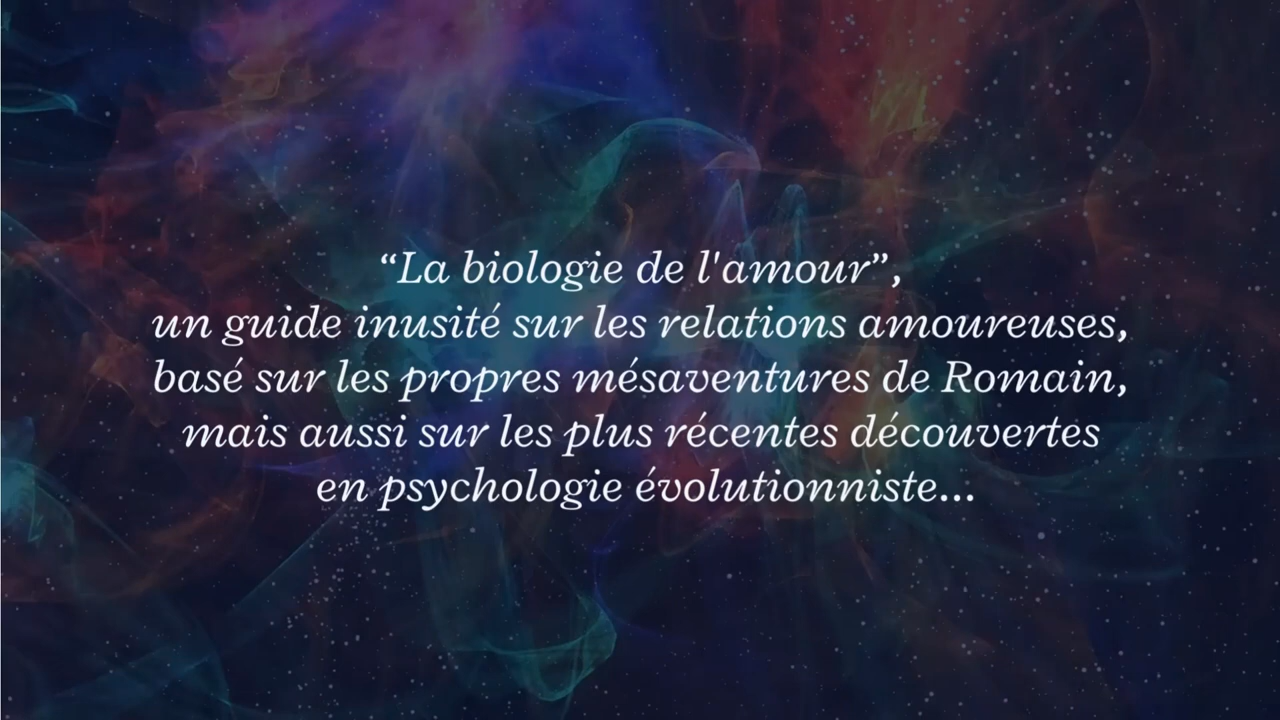 “La biologie de l'amour”,
un guide inusité sur les relations amoureuses,
basé sur les propres mésaventures de Romain,
mais aussi sur les plus récentes découvertes
en psychologie évolutionniste...